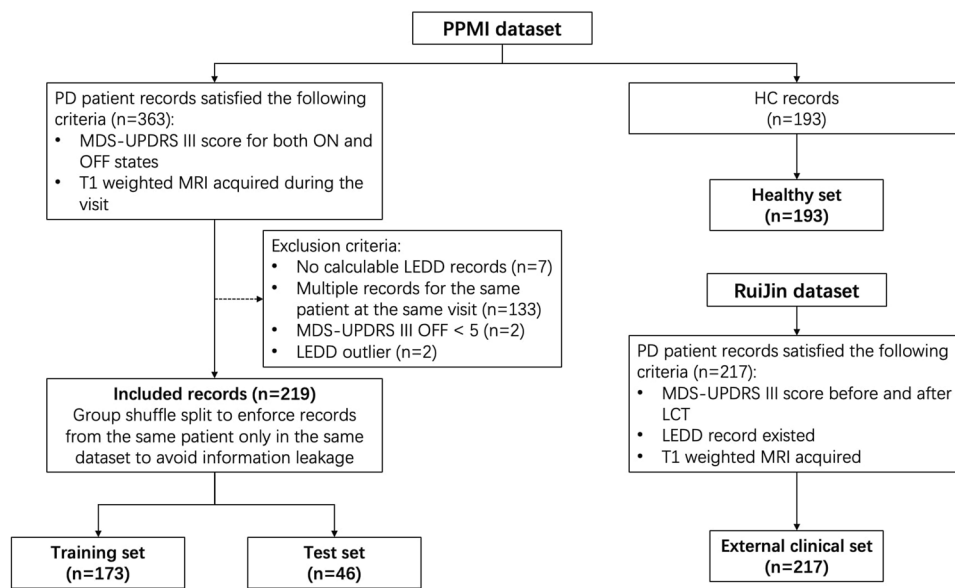 PPMI dataset
PD patient records satisfied the following
criteria (n=363):
• MDS-UPDRS III score for both ON and
OFF states
• T1 weighted MRI acquired during the
visit
HC records
(n=193)
Healthy set
(n=193)
Exclusion criteria:
• No calculable LEDD records (n=7)
• Multiple records for the same
patient at the same visit (n=133)
• MDS-UPDRS III OFF < 5 (n=2)
• LEDD outlier (n=2)
Included records (n=219)
Group shuffle split to enforce records
from the same patient only in the same
dataset to avoid information leakage
Training set
(n=173)
Test set
(n=46)
RuiJin dataset
PD patient records satisfied the following
criteria (n=217):
• MDS-UPDRS III score before and after
LCT
• LEDD record existed
• T1 weighted MRI acquired
External clinical set
(n=217)